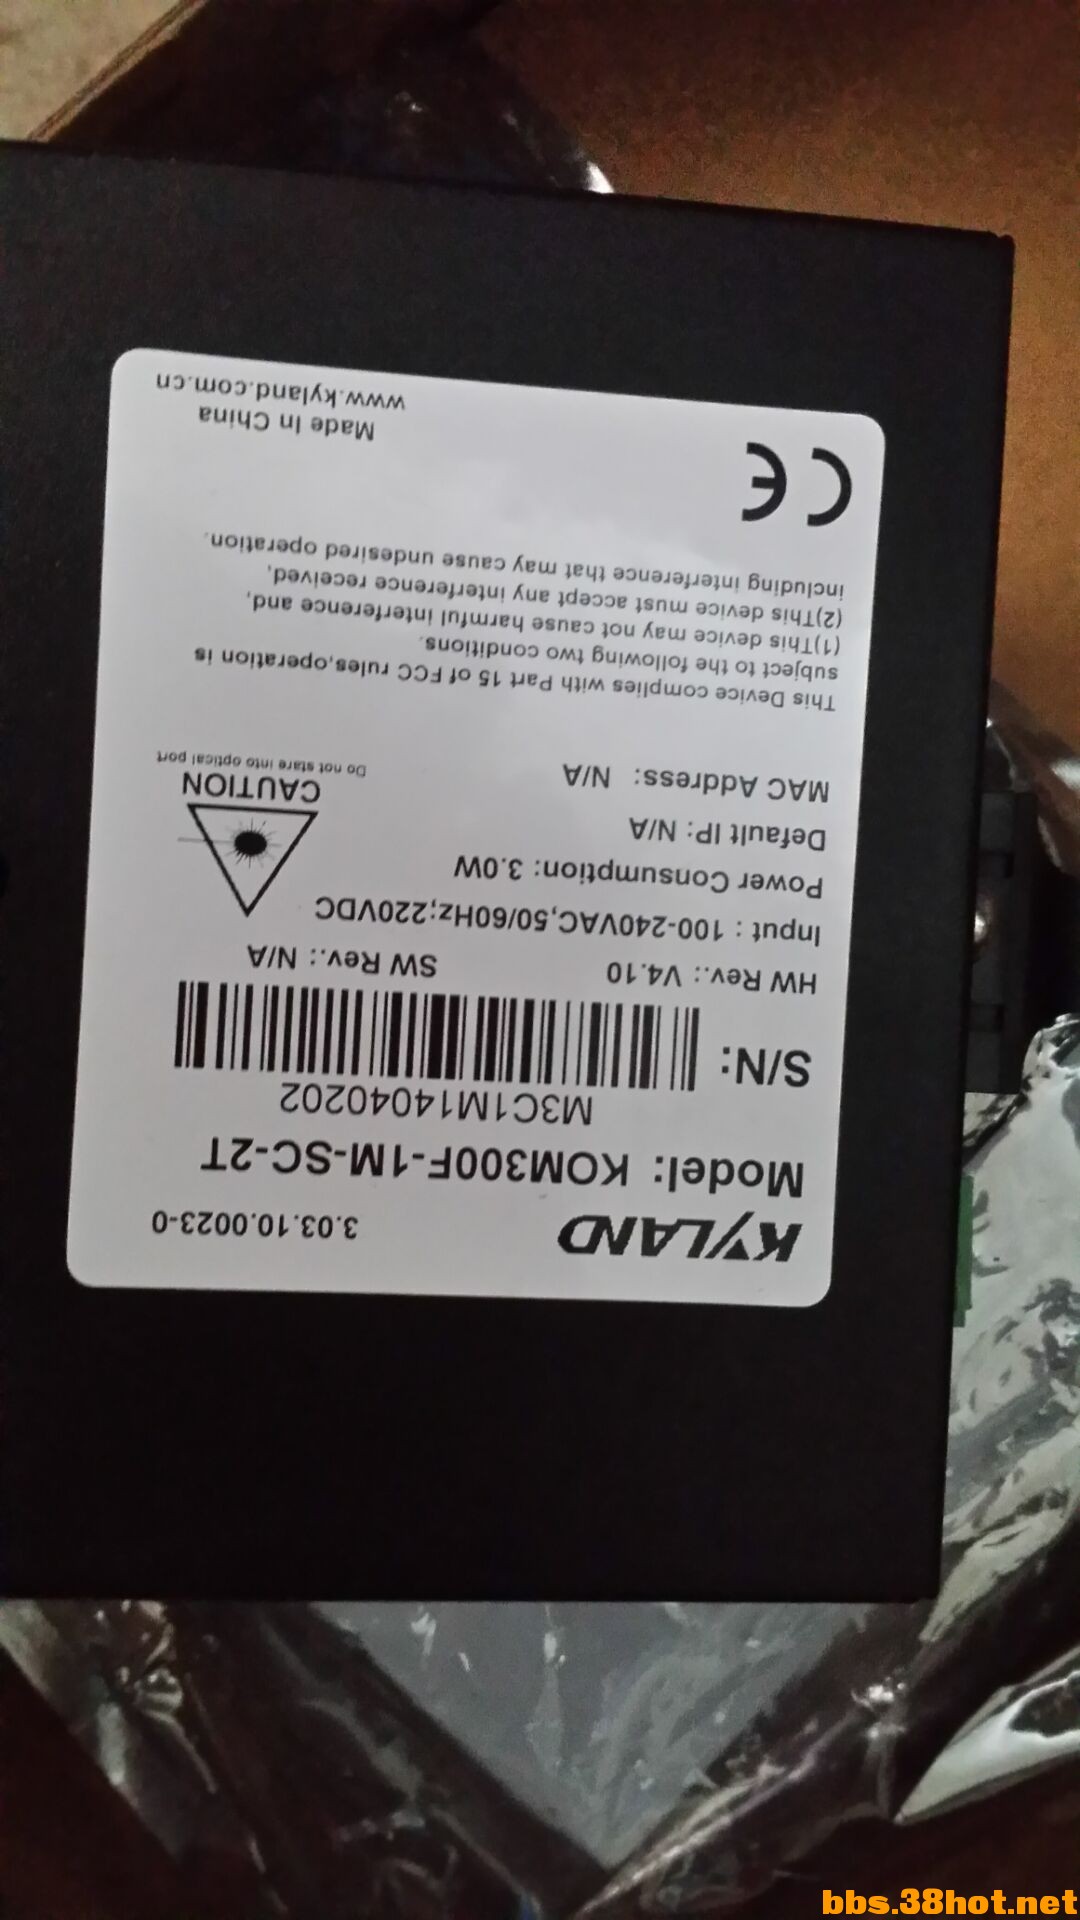 KYLAND 3.03.10.0023-0
Model: KOM300F-1M-SC-2T
M3C1M14040202
S/N:
HW Rev.: V4.10 SW Rev.: N/A
Input : 100-240VAC,50/60Hz;220VDC
Power Consumption: 3.0W
Default IP: N/A
MAC Address: N/A
CAUTION
Do not stare into optical port
This Device complies with Part 15 of FCC rules,operation is
subject to the following two conditions.
(1)This device may not cause harmful interference and,
(2)This device must accept any interference received,
including interference that may cause undesired operation.
CE
Made In China
www.kyland.com.cn
bbs.38hot.net